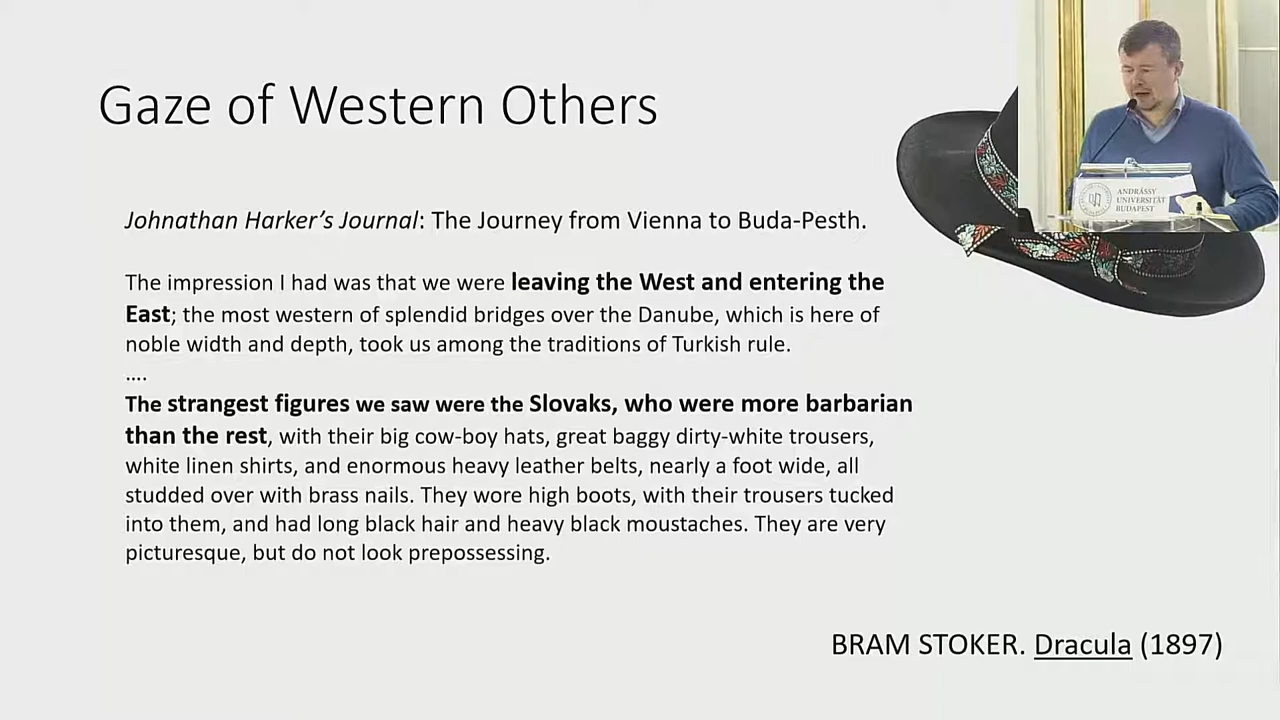 Gaze of Western Others
Johnathan Harker's Journal: The Journey from Vienna to Buda-Pesth.
The impression I had was that we were leaving the West and entering the
East; the most western of splendid bridges over the Danube, which is here of
noble width and depth, took us among the traditions of Turkish rule.
....
The strangest figures we saw were the Slovaks, who were more barbarian
than the rest, with their big cow-boy hats, great baggy dirty-white trousers,
white linen shirts, and enormous heavy leather belts, nearly a foot wide, all
studded over with brass nails. They wore high boots, with their trousers tucked
into them, and had long black hair and heavy black moustaches. They are very
picturesque, but do not look prepossessing.
BRAM STOKER. Dracula (1897)
ANDRÁSSY
UNIVERSITÄT
BUDAPEST